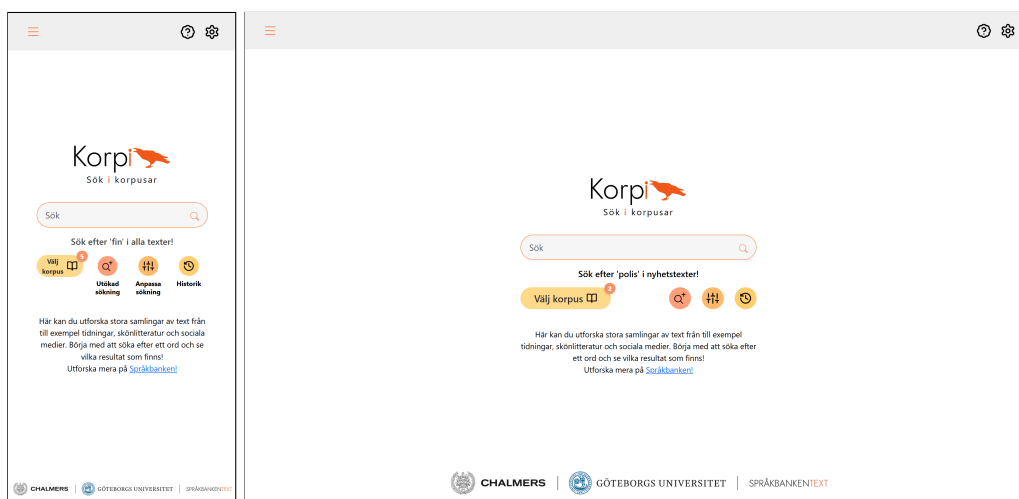 Korpi
Sök i korpusar
Sök
Sök efter 'fin' i alla texter!
Välj
korpus
5
Utökad
sökning
Anpassa
sökning
Historik
Här kan du utforska stora samlingar av text från
till exempel tidningar, skönlitteratur och sociala
medier. Börja med att söka efter ett ord och se
vilka resultat som finns!
Utforska mera på Språkbanken!
CHALMERS
GÖTEBORGS UNIVERSITET
SPRÅKBANKENTEXT
Korpi
Sök i korpusar
Sök
Sök efter 'polis' i nyhetstexter!
Välj korpus
2
Här kan du utforska stora samlingar av text från till exempel
tidningar, skönlitteratur och sociala medier. Börja med att söka efter
ett ord och se vilka resultat som finns!
Utforska mera på Språkbanken!
CHALMERS
GÖTEBORGS UNIVERSITET
SPRÅKBANKENTEXT